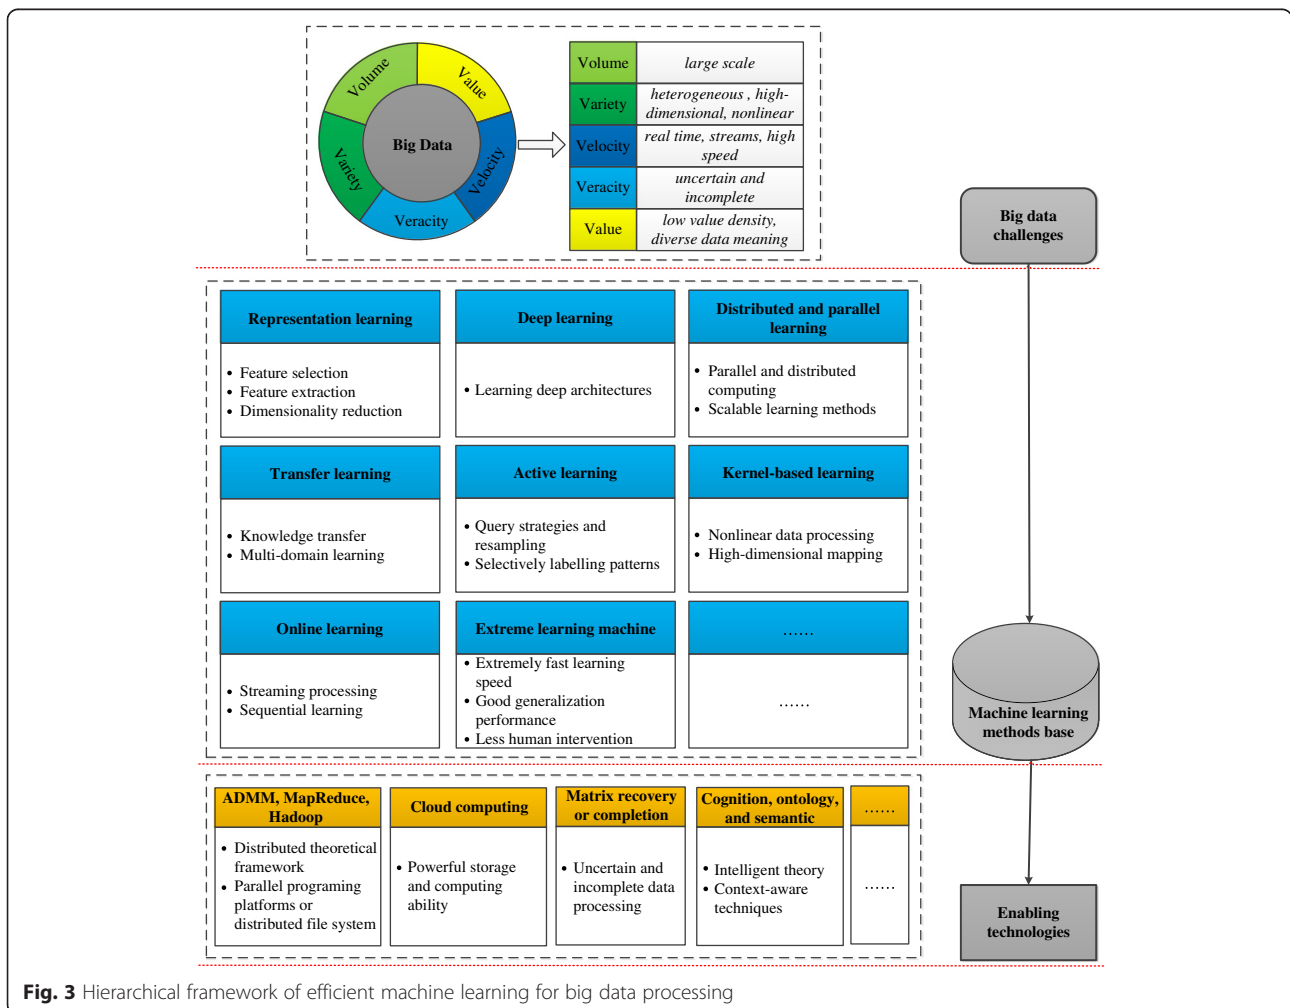 Volume
Value
Variety
Velocity
Veracity
Big Data
Volume
large scale
Variety
heterogeneous , high-
dimensional, nonlinear
Velocity
real time, streams, high
speed
Veracity
uncertain and
incomplete
Value
low value density,
diverse data meaning
Big data
challenges
Representation learning
• Feature selection
• Feature extraction
• Dimensionality reduction
Deep learning
• Learning deep architectures
Distributed and parallel
learning
• Parallel and distributed
computing
• Scalable learning methods
Transfer learning
• Knowledge transfer
• Multi-domain learning
Active learning
• Query strategies and
resampling
• Selectively labelling patterns
Kernel-based learning
• Nonlinear data processing
• High-dimensional mapping
Online learning
• Streaming processing
• Sequential learning
Extreme learning machine
• Extremely fast learning
speed
• Good generalization
performance
• Less human intervention
......
......
Machine learning
methods base
ADMM, MapReduce,
Hadoop
• Distributed theoretical
framework
• Parallel programing
platforms or
distributed file system
Cloud computing
• Powerful storage
and computing
ability
Matrix recovery
or completion
• Uncertain and
incomplete data
processing
Cognition, ontology,
and semantic
• Intelligent theory
• Context-aware
techniques
......
......
Enabling
technologies
Fig. 3 Hierarchical framework of efficient machine learning for big data processing